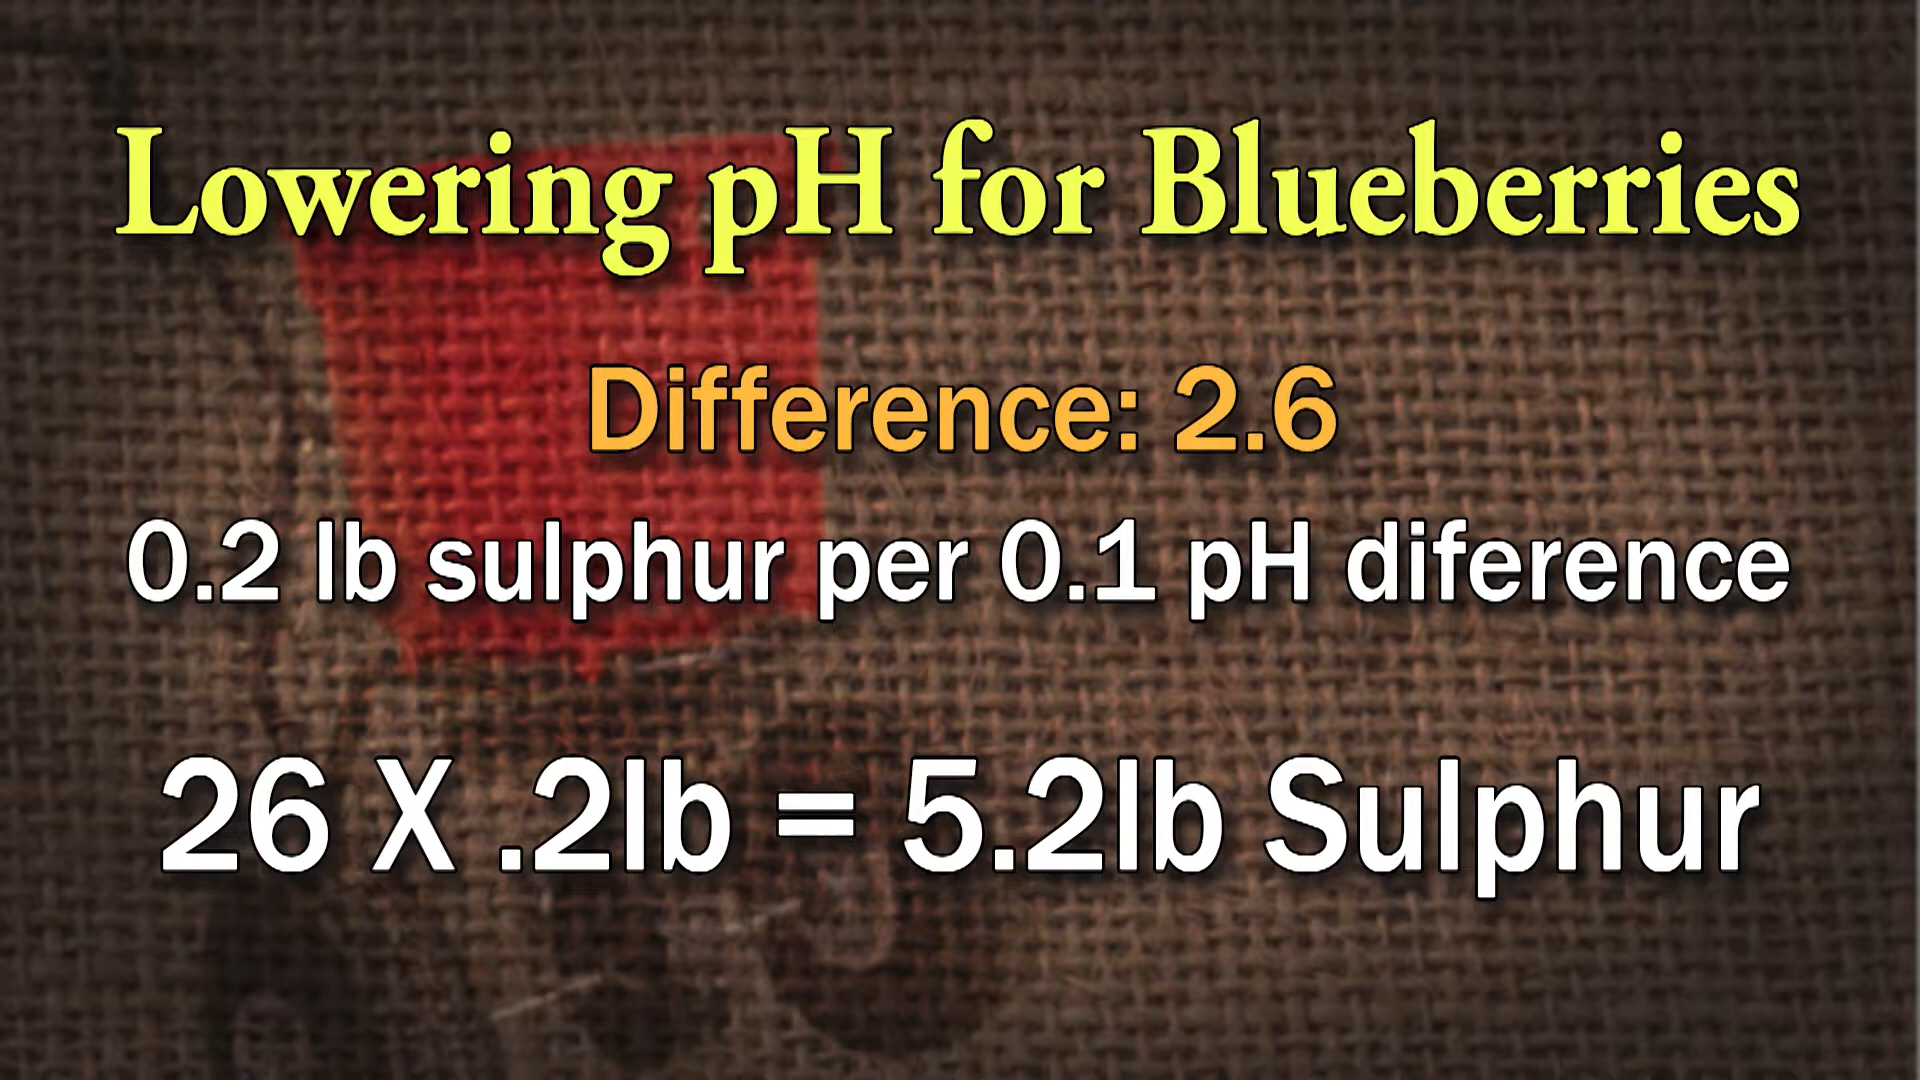 Lowering pH for Blueberries
Difference: 2.6
0.2 lb sulphur per 0.1 pH diference
26 X .2lb = 5.2lb Sulphur